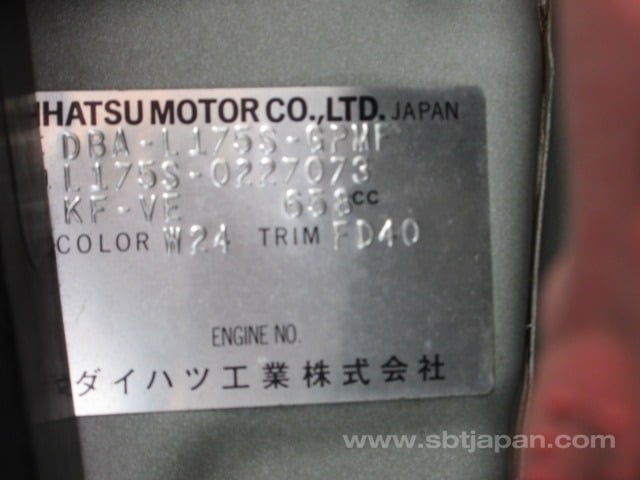 IHATSU MOTOR CO.,LTD. JAPAN
DBA-L175S-GPMF
L175S-0227073
KF-VE 658cc
COLOR W24 TRIM FD40
ENGINE NO.
ダイハツ工業株式会社
www.sbtjapan.com